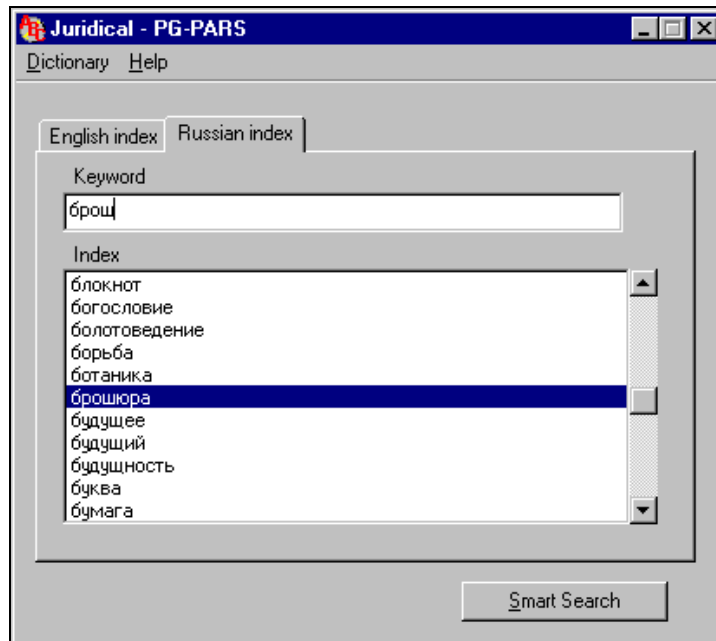 Juridical - PG-PARS
Dictionary Help
English index Russian index
Keyword
брош
Index
блокнот
богословие
болотоведение
борьба
ботаника
брошюра
будущее
будущий
будущность
буква
бумага
Smart Search